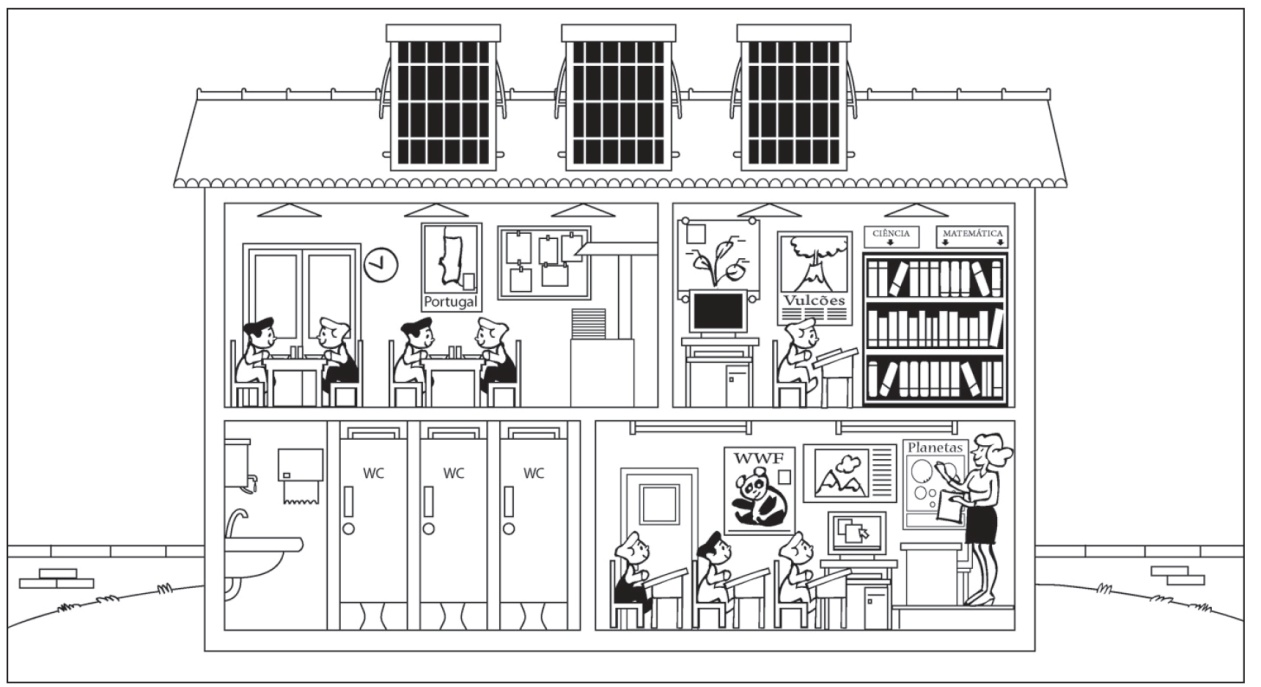 Portugal
Vulcões
CIÊNCIA
MATEMÁTICA
WC
WC
WC
WWF
Planetas